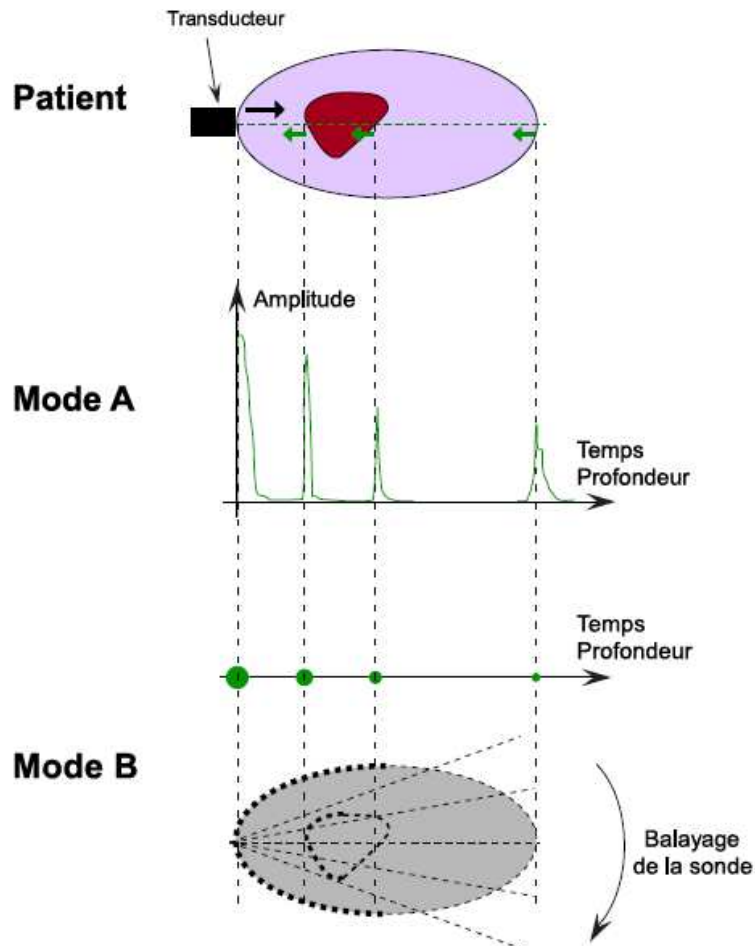 Transducteur
Patient
Amplitude
Mode A
Temps
Profondeur
Temps
Profondeur
Mode B
Balayage
de la sonde